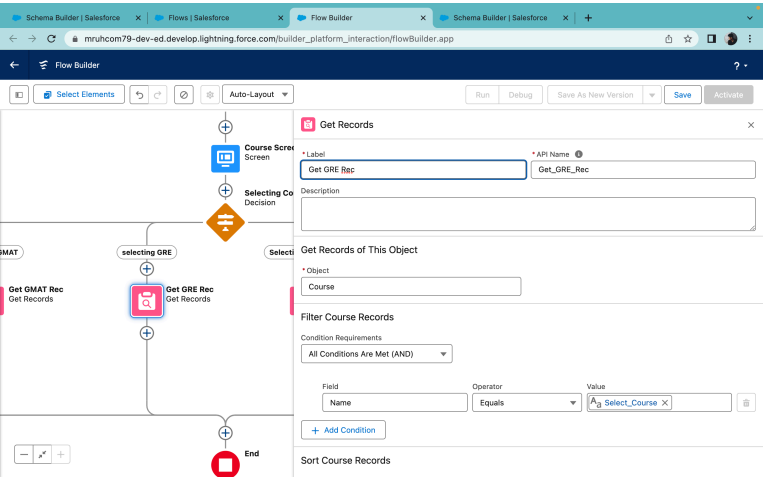 Schema Builder | Salesforce
Flows | Salesforce
Flow Builder
Schema Builder | Salesforce
mruhcom79-dev-ed.develop.lightning.force.com/builder_platform_interaction/flowBuilder.app
Flow Builder
?
Select Elements
Auto-Layout
Run
Debug
Save As New Version
Save
Activate
Course Scree
Screen
Selecting Co
Decision
GMAT)
selecting GRE
Selecti
Get GMAT Rec
Get Records
Get GRE Rec
Get Records
End
Get Records
* Label
* API Name
Get GRE Rec
Get_GRE_Rec
Description
Get Records of This Object
* Object
Course
Filter Course Records
Condition Requirements
All Conditions Are Met (AND)
Field
Operator
Value
Name
Equals
Aa Select_Course
+ Add Condition
Sort Course Records